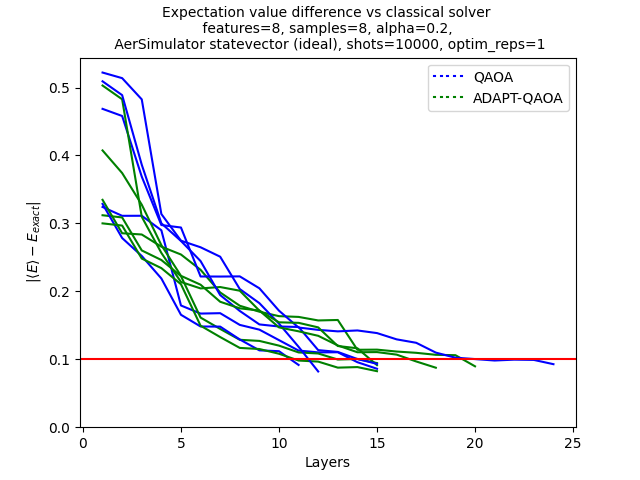 Expectation value difference vs classical solver
features=8, samples=8, alpha=0.2,
AerSimulator statevector (ideal), shots=10000, optim_reps=1
QAOA
ADAPT-QAOA
|⟨E⟩ − E_exact|
0.5
0.4
0.3
0.2
0.1
0.0
0 5 10 15 20 25
Layers